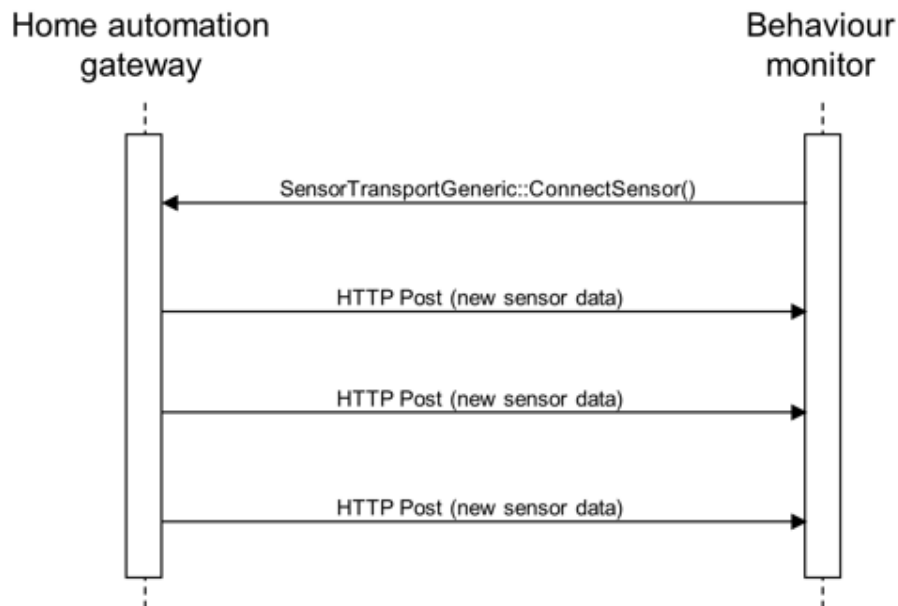 Home automation
gateway
Behaviour
monitor
SensorTransportGeneric::ConnectSensor()
HTTP Post (new sensor data)
HTTP Post (new sensor data)
HTTP Post (new sensor data)